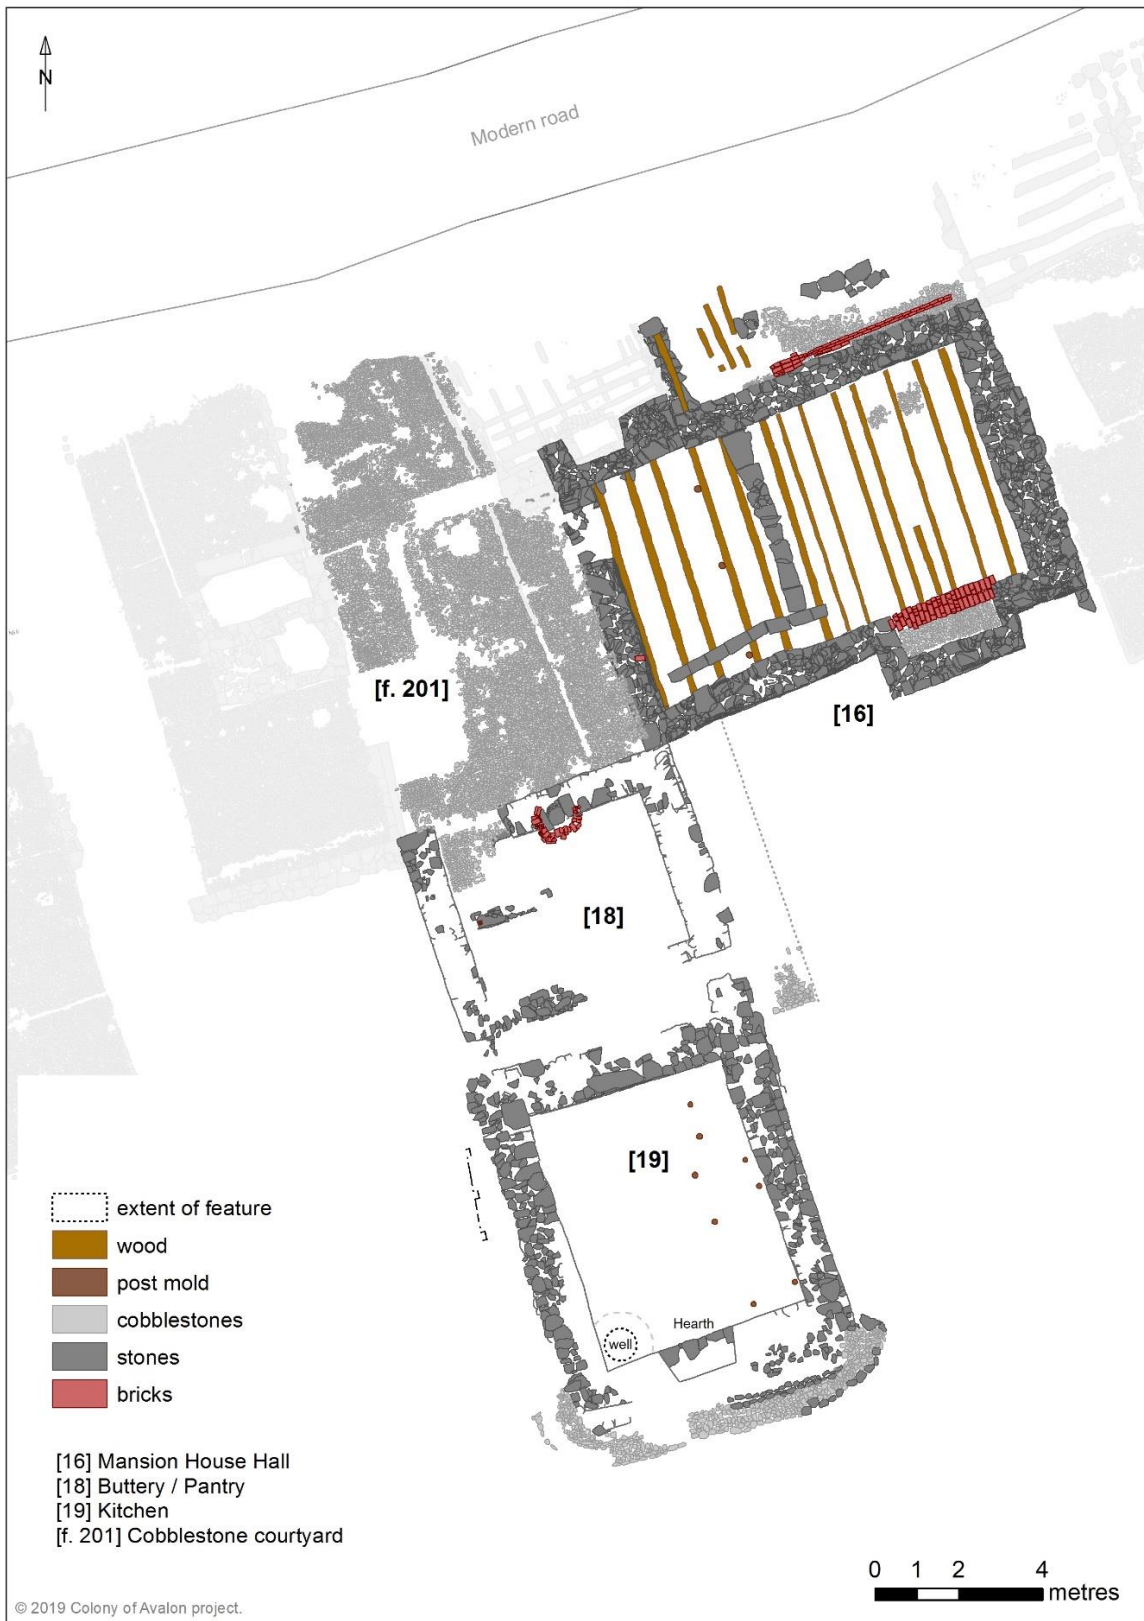 N
Modern road
[f. 201]
[16]
[18]
[19]
Hearth
well
extent of feature
wood
post mold
cobblestones
stones
bricks
[16] Mansion House Hall
[18] Buttery / Pantry
[19] Kitchen
[f. 201] Cobblestone courtyard
0 1 2 4
metres
© 2019 Colony of Avalon project.